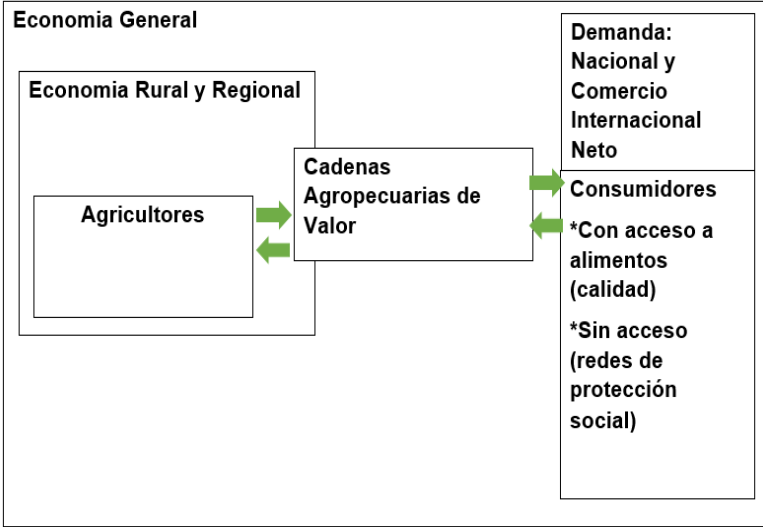 Economia General
Economia Rural y Regional
Agricultores
Cadenas
Agropecuarias de
Valor
Demanda:
Nacional y
Comercio
Internacional
Neto
Consumidores
*Con acceso a
alimentos
(calidad)
*Sin acceso
(redes de
protección
social)